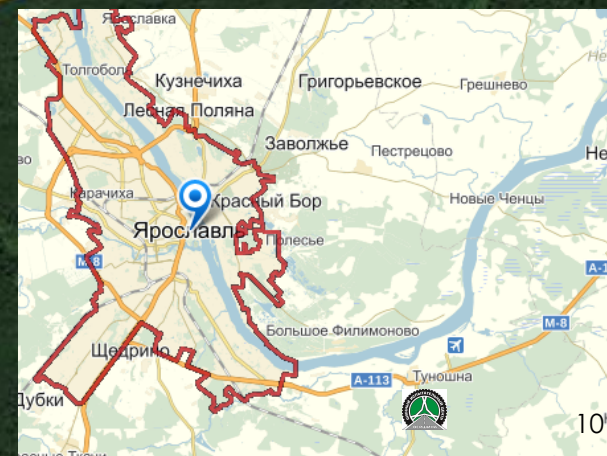 Ярославка
Толгоболь
Кузнечиха
Григорьевское
Грешнево
Лесная Поляна
Заволжье
Пестрецово
Карачиха
Красный Бор
Новые Ченцы
Ярославль
Полесье
М-8
А-1
Большое Филимоново
М-8
Щедрино
А-113
Туношна
Дубки
10